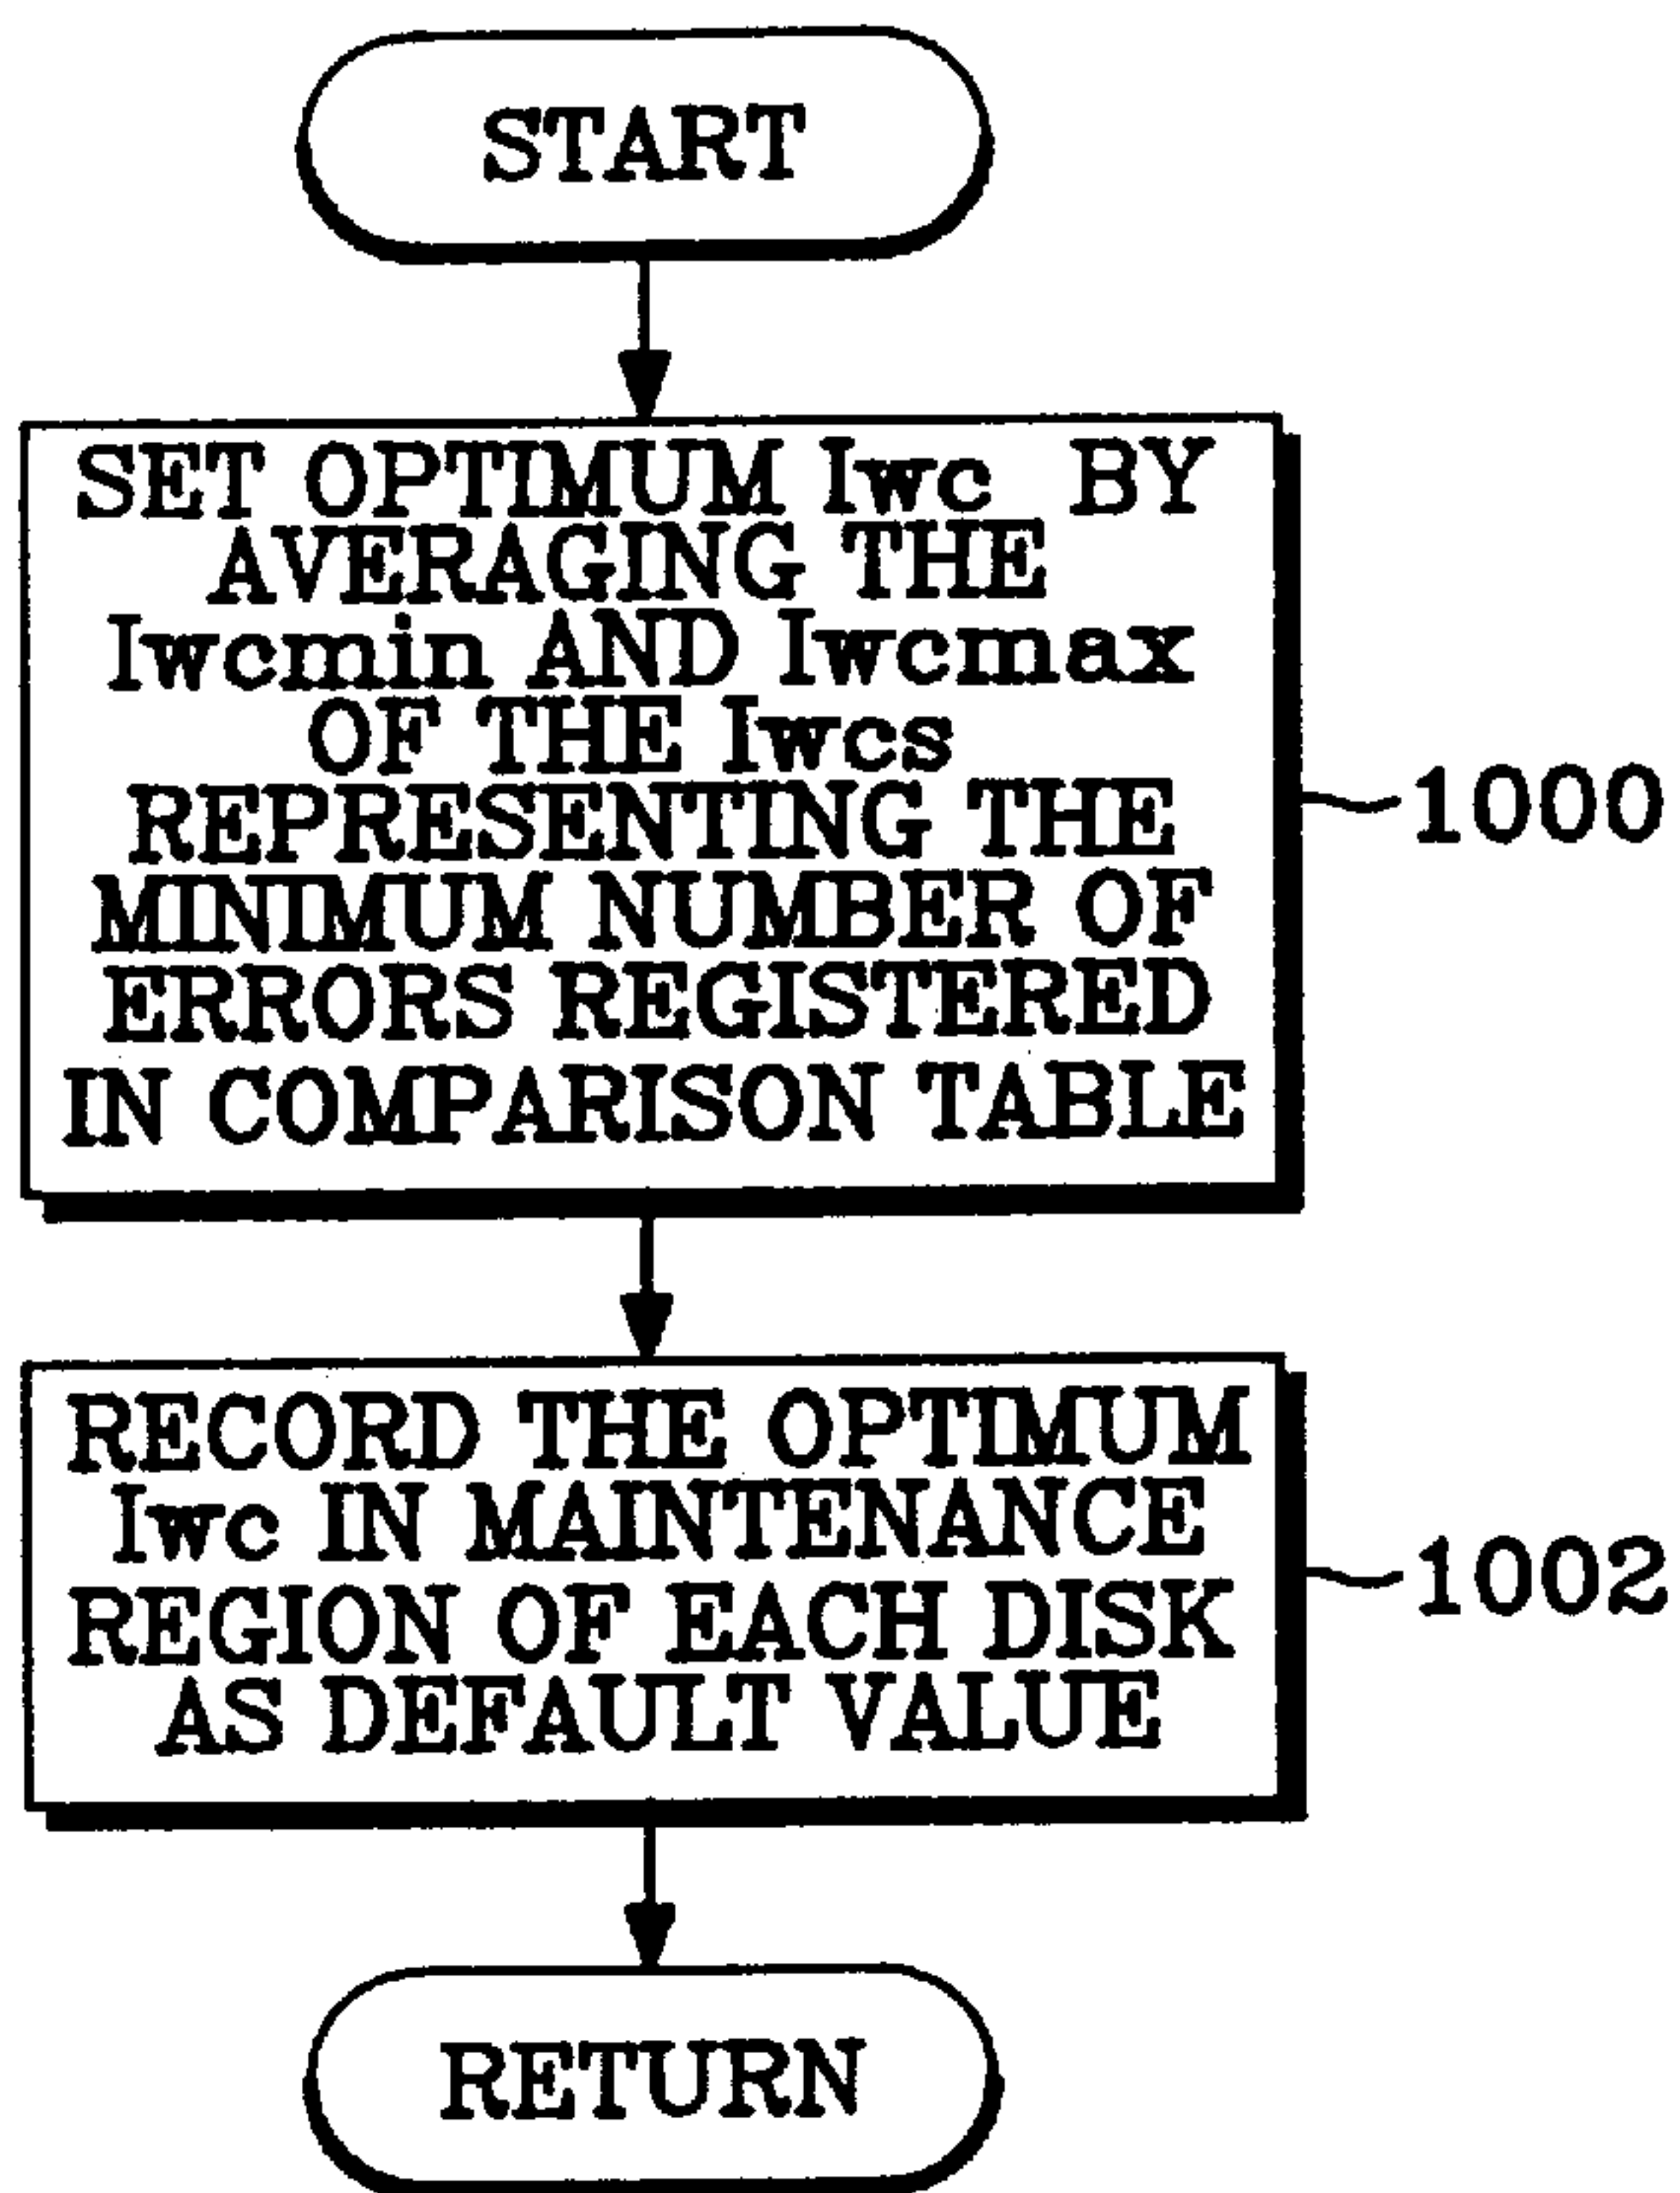 START
SET OPTIMUM Iwc BY
AVERAGING THE
Iwcmin AND Iwcmax
OF THE Iwcs
REPRESENTING THE
MINIMUM NUMBER OF
ERRORS REGISTERED
IN COMPARISON TABLE
1000
RECORD THE OPTIMUM
Iwc IN MAINTENANCE
REGION OF EACH DISK
AS DEFAULT VALUE
1002
RETURN